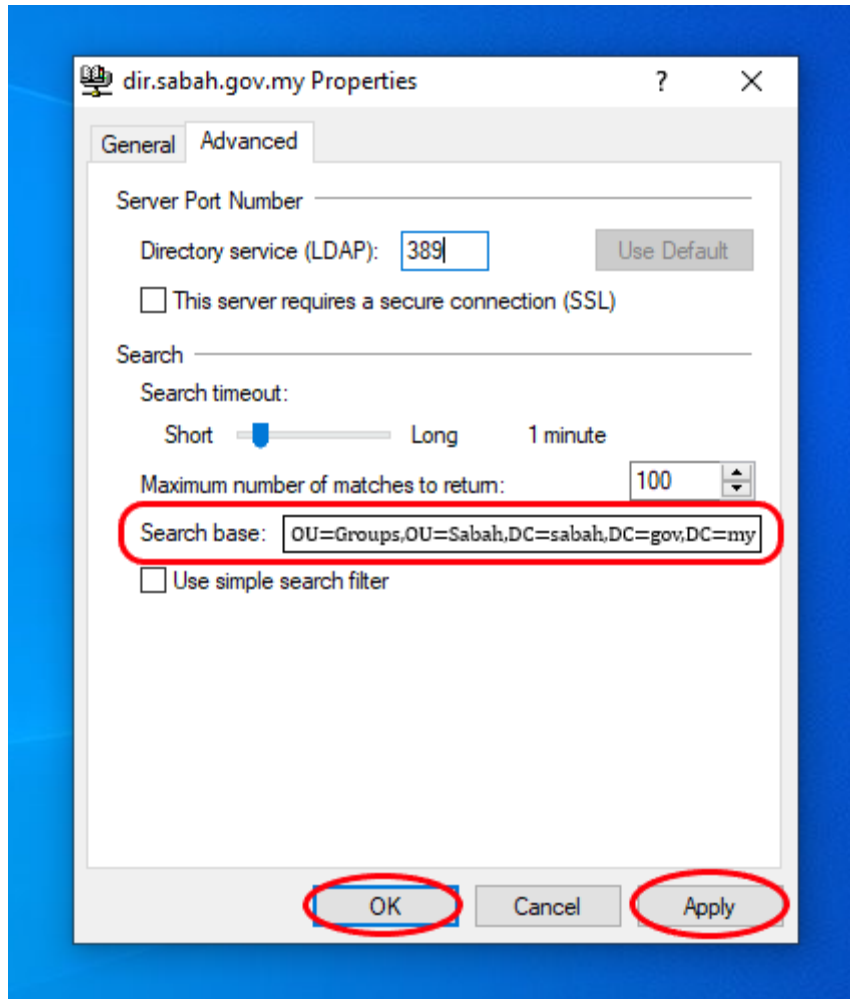 dir.sabah.gov.my Properties ? ✕
General Advanced
Server Port Number
Directory service (LDAP): 389 Use Default
This server requires a secure connection (SSL)
Search
Search timeout:
Short Long 1 minute
Maximum number of matches to return: 100
Search base: OU=Groups,OU=Sabah,DC=sabah,DC=gov,DC=my
Use simple search filter
OK Cancel Apply